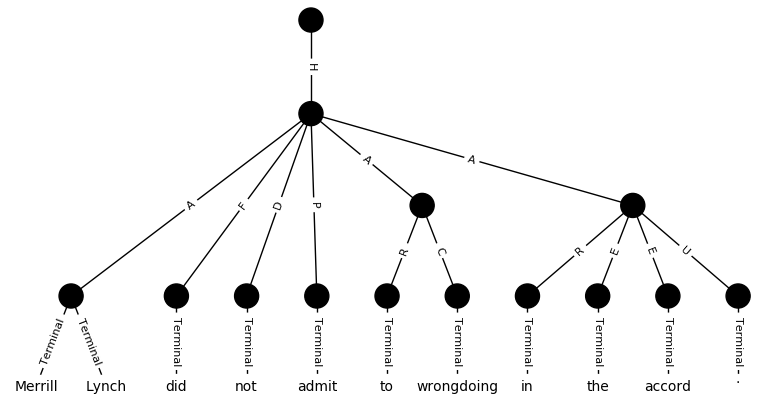 H
A F D P A A
R C R E E U
Terminal Terminal Terminal Terminal Terminal Terminal Terminal Terminal Terminal Terminal Terminal
Merrill Lynch did not admit to wrongdoing in the accord .